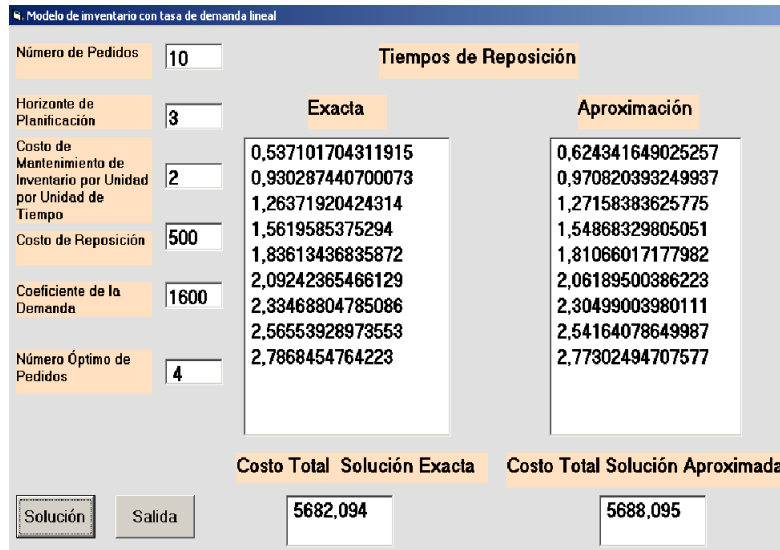 Modelo de imventario con tasa de demanda lineal
Número de Pedidos
10
Tiempos de Reposición
Horizonte de
Planificación
3
Costo de
Mantenimiento de
Inventario por Unidad
por Unidad de
Tiempo
2
Costo de Reposición
500
Coeficiente de la
Demanda
1600
Número Óptimo de
Pedidos
4
Exacta
0,537101704311915
0,930287440700073
1,26371920424314
1,5619585375294
1,83613436835872
2,09242365466129
2,33468804785086
2,56553928973553
2,7868454764223
Aproximación
0,624341649025257
0,970820393249937
1,27158383625775
1,54868329805051
1,81066017177982
2,06189500386223
2,30499003980111
2,54164078649987
2,77302494707577
Costo Total Solución Exacta
5682,094
Costo Total Solución Aproximada
5688,095
Solución
Salida